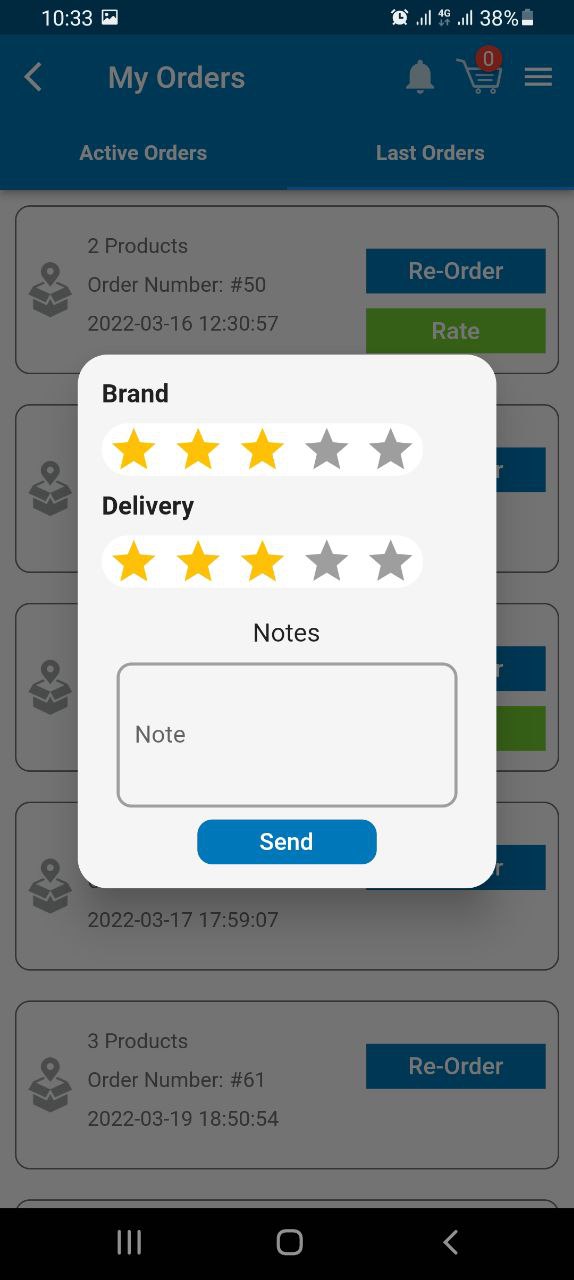 10:33
4G
38%
My Orders
0
Active Orders
Last Orders
2 Products
Order Number: #50
2022-03-16 12:30:57
Re-Order
Rate
Brand
Delivery
Notes
Note
Send
2022-03-17 17:59:07
3 Products
Order Number: #61
2022-03-19 18:50:54
Re-Order